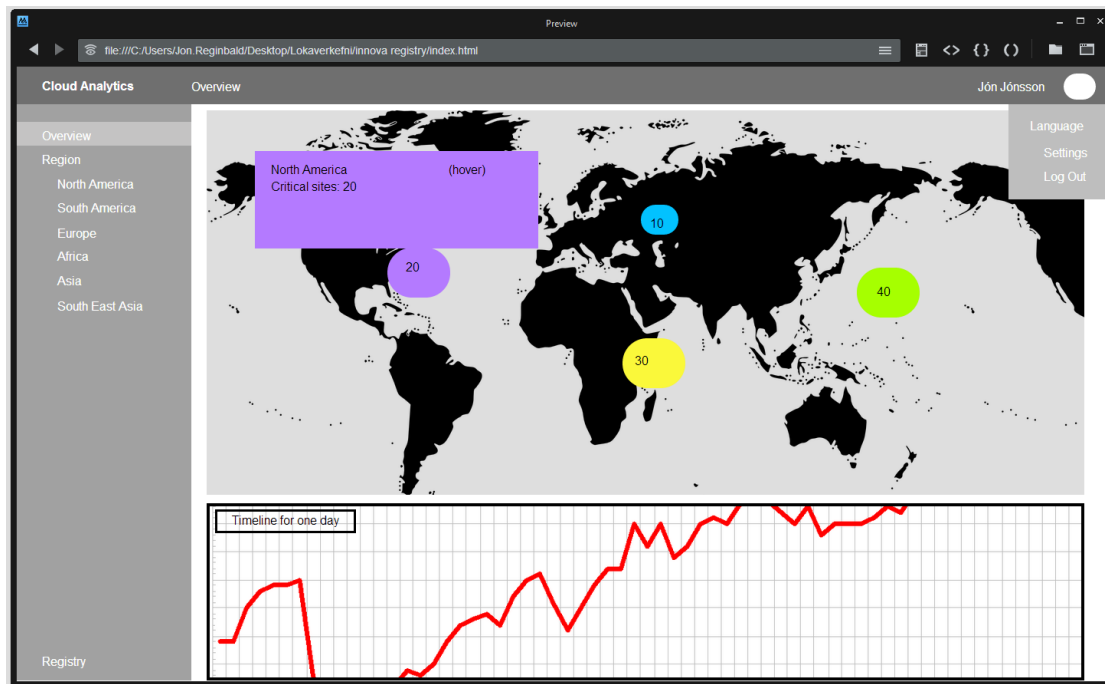 Preview
file:///C:/Users/Jon.Reginbald/Desktop/Lokaverkefni/innova registry/index.html
Cloud Analytics
Overview
Jón Jónsson
Language
Settings
Log Out
Overview
Region
North America
South America
Europe
Africa
Asia
South East Asia
Registry
North America (hover)
Critical sites: 20
20
10
40
30
Timeline for one day